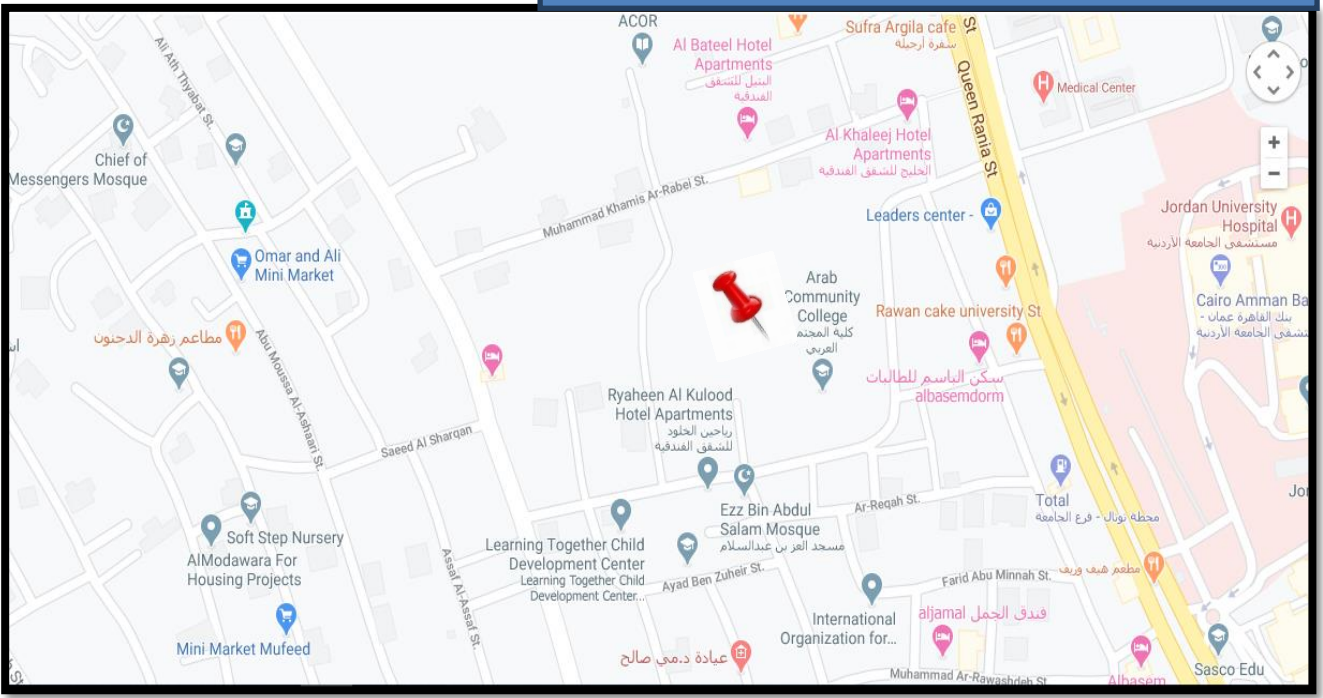 ACOR
Al Bateel Hotel
Apartments
البتيل للشقق
الفندقية
Sufra Argila cafe
سفرة أرجيلة
St
Queen Rania St
Medical Center
Ali Ath Thyabat St.
Chief of
Messengers Mosque
Al Khaleej Hotel
Apartments
الخليج للشقق الفندقية
Muhammad Khamis Ar-Rabei St.
Leaders center -
Jordan University
Hospital
مستشفى الجامعة الأردنية
Omar and Ali
Mini Market
Arab
Community
College
كلية المجتمع
العربي
Cairo Amman Ba
بنك القاهرة عمان -
Rawan cake university St
مطاعم زهرة الدحنون
Abu Moussa Al-Ashaari St.
سكن الباسم للطالبات
albasemdorm
Ryaheen Al Kulood
Hotel Apartments
رياحين الخلود
للشقق الفندقية
Saeed Al Sharqan
Total
محطة توتال - فرع الجامعة
Jo
Ar-Reqah St.
Ezz Bin Abdul
Salam Mosque
مسجد العز بن عبدالسلام
Soft Step Nursery
AlModawara For
Housing Projects
Learning Together Child
Development Center
Learning Together Child
Development Center...
Assaf Al-Assaf St.
Ayad Ben Zuheir St.
Farid Abu Minnah St.
مطعم هيف وريف
International
Organization for...
aljamal فندق الجمل
Mini Market Mufeed
عيادة د.مي صالح
Muhammad Ar-Rawashdeh St
Albasem
Sasco Edu
St